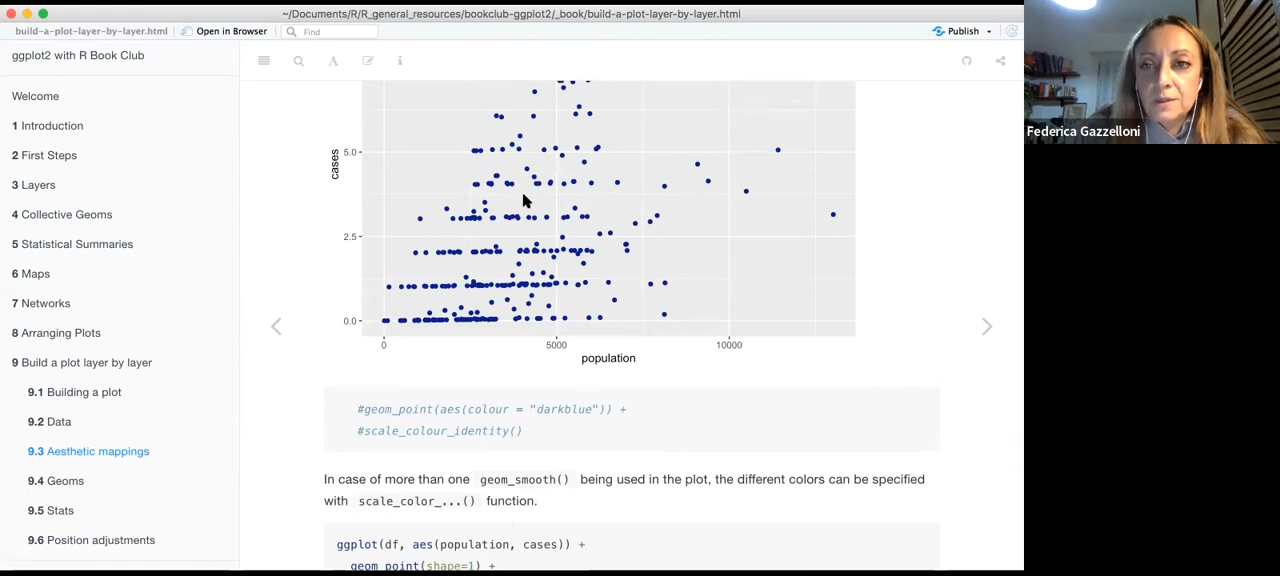 ~/Documents/R/R_general_resources/bookclub-ggplot2/_book/build-a-plot-layer-by-layer.html
build-a-plot-layer-by-layer.html
Open in Browser
Find
Publish
ggplot2 with R Book Club
Welcome
1 Introduction
2 First Steps
3 Layers
4 Collective Geoms
5 Statistical Summaries
6 Maps
7 Networks
8 Arranging Plots
9 Build a plot layer by layer
9.1 Building a plot
9.2 Data
9.3 Aesthetic mappings
9.4 Geoms
9.5 Stats
9.6 Position adjustments
A
i
cases
5.0
2.5
0.0
0
5000
10000
population
#geom_point(aes(colour = "darkblue")) +
#scale_colour_identity()
In case of more than one geom_smooth() being used in the plot, the different colors can be specified
with scale_color_...() function.
ggplot(df, aes(population, cases)) +
geom_point(shape=1) +
Federica Gazzelloni